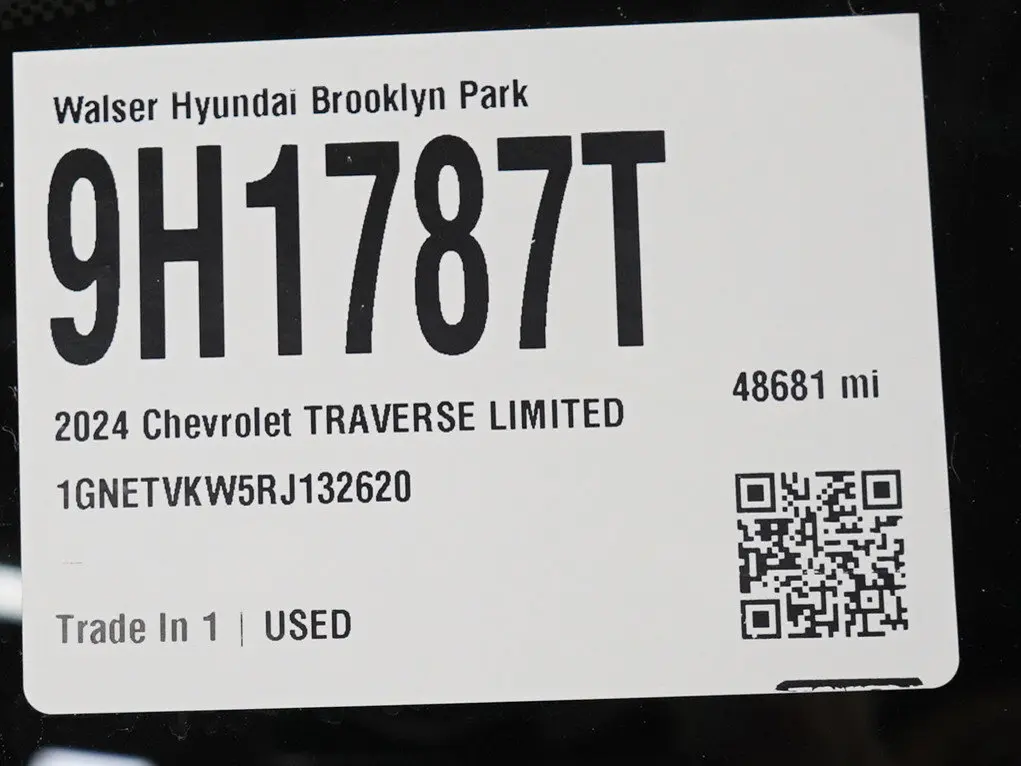 Walser Hyundai Brooklyn Park
9H1787T
48681 mi
2024 Chevrolet TRAVERSE LIMITED
1GNETVKW5RJ132620
Trade In 1 | USED